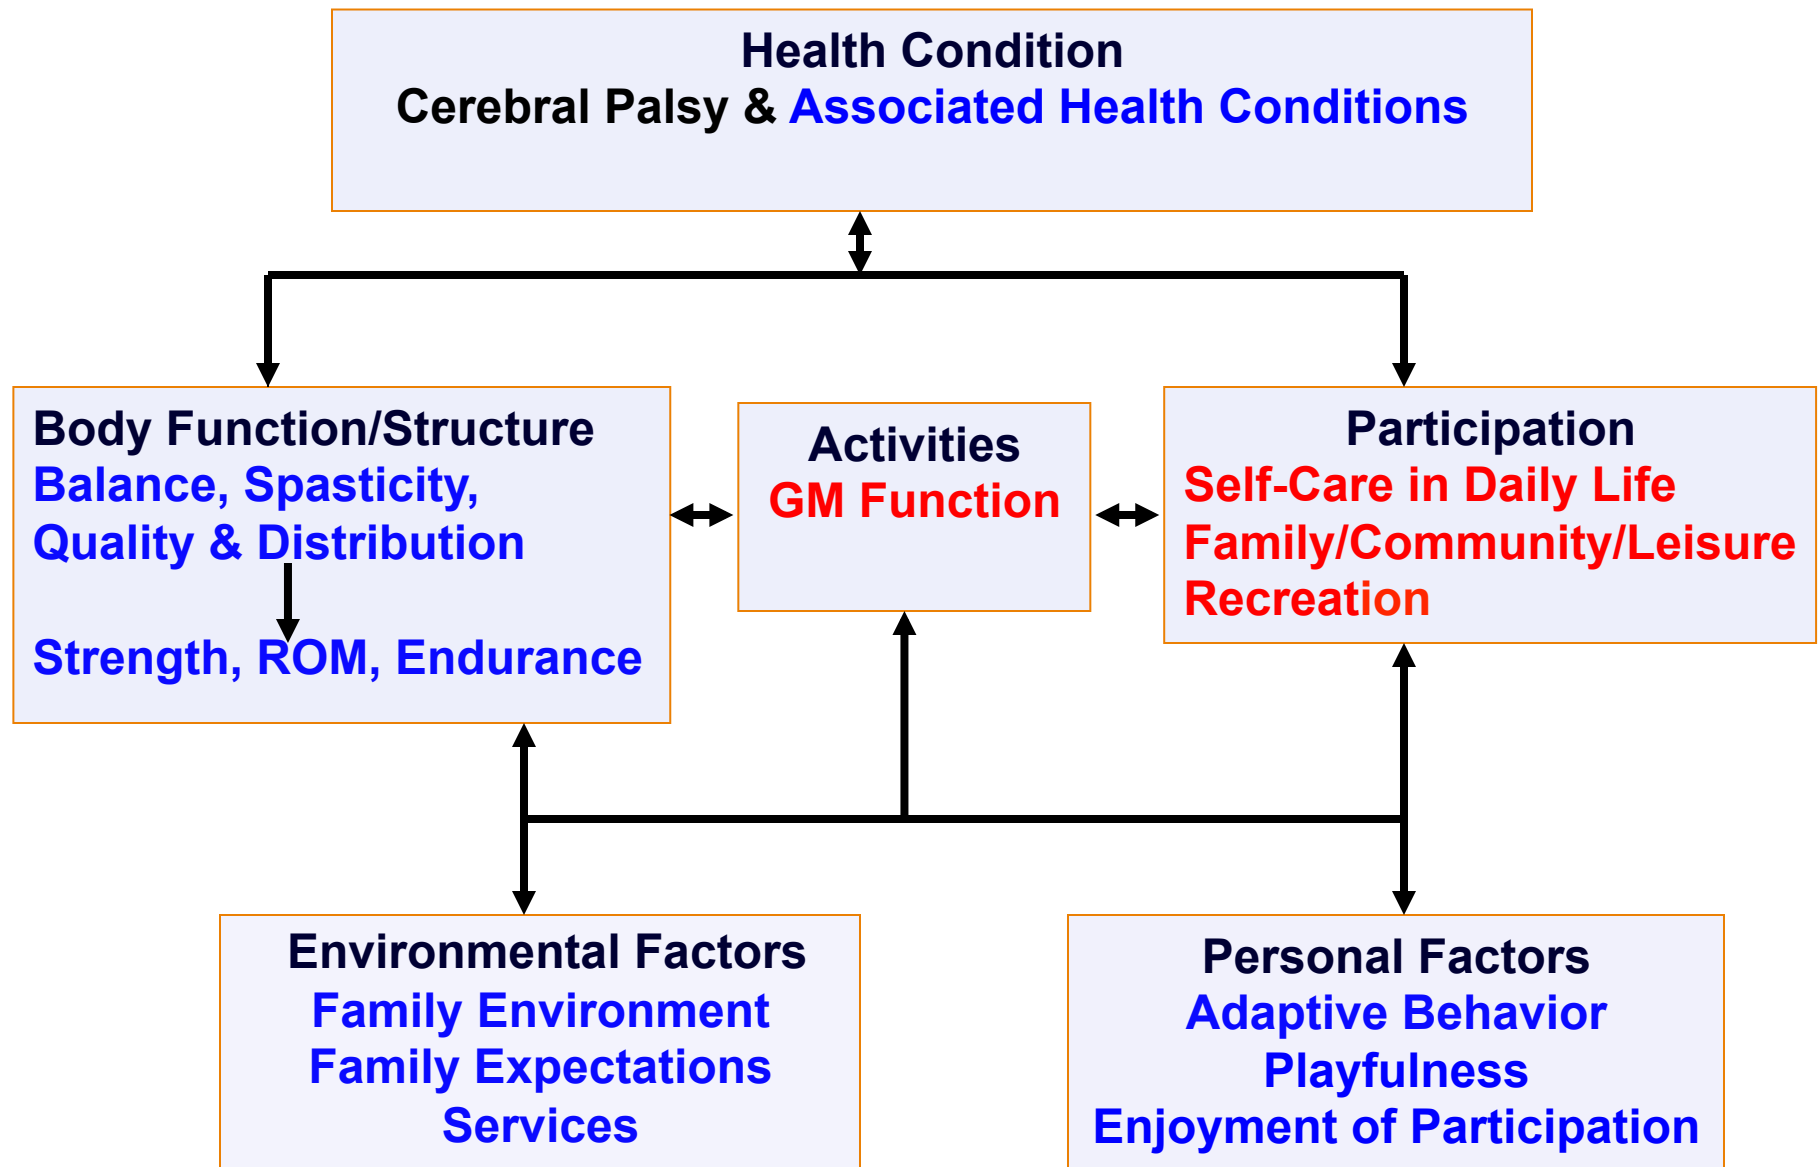 Health Condition
Cerebral Palsy & Associated Health Conditions
Body Function/Structure
Balance, Spasticity,
Quality & Distribution
Strength, ROM, Endurance
Activities
GM Function
Participation
Self-Care in Daily Life
Family/Community/Leisure
Recreation
Environmental Factors
Family Environment
Family Expectations
Services
Personal Factors
Adaptive Behavior
Playfulness
Enjoyment of Participation